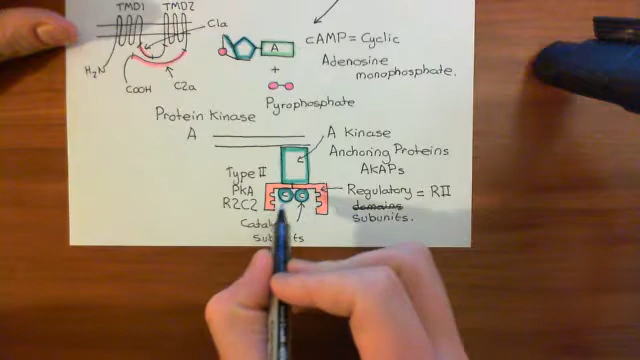 TMD1 TMD2
C1a
H2N
COOH
C2a
A
cAMP = Cyclic
Adenosine
monophosphate.
+
Pyrophosphate
Protein Kinase
A
A Kinase
Anchoring Proteins
AKAPs
Type II
PKA
R2C2
Regulatory = RII
domains
subunits.
C
C